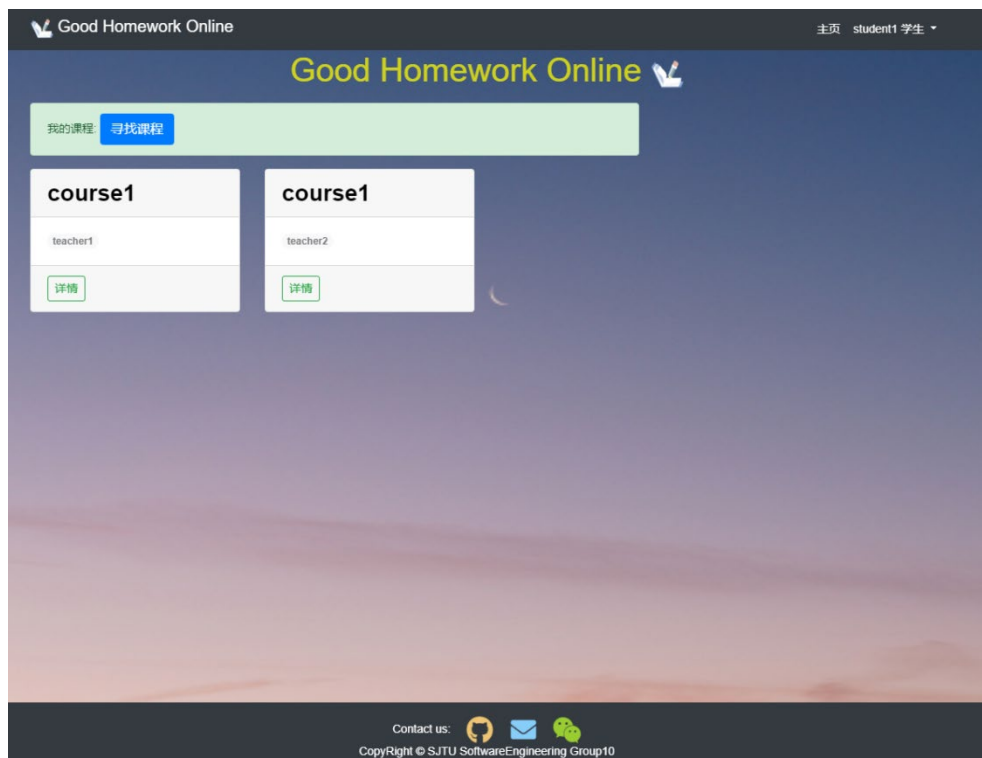 Good Homework Online
主页 student1 学生
Good Homework Online
我的课程: 寻找课程
course1
teacher1
详情
course1
teacher2
详情
Contact us:
CopyRight © SJTU SoftwareEngineering Group10